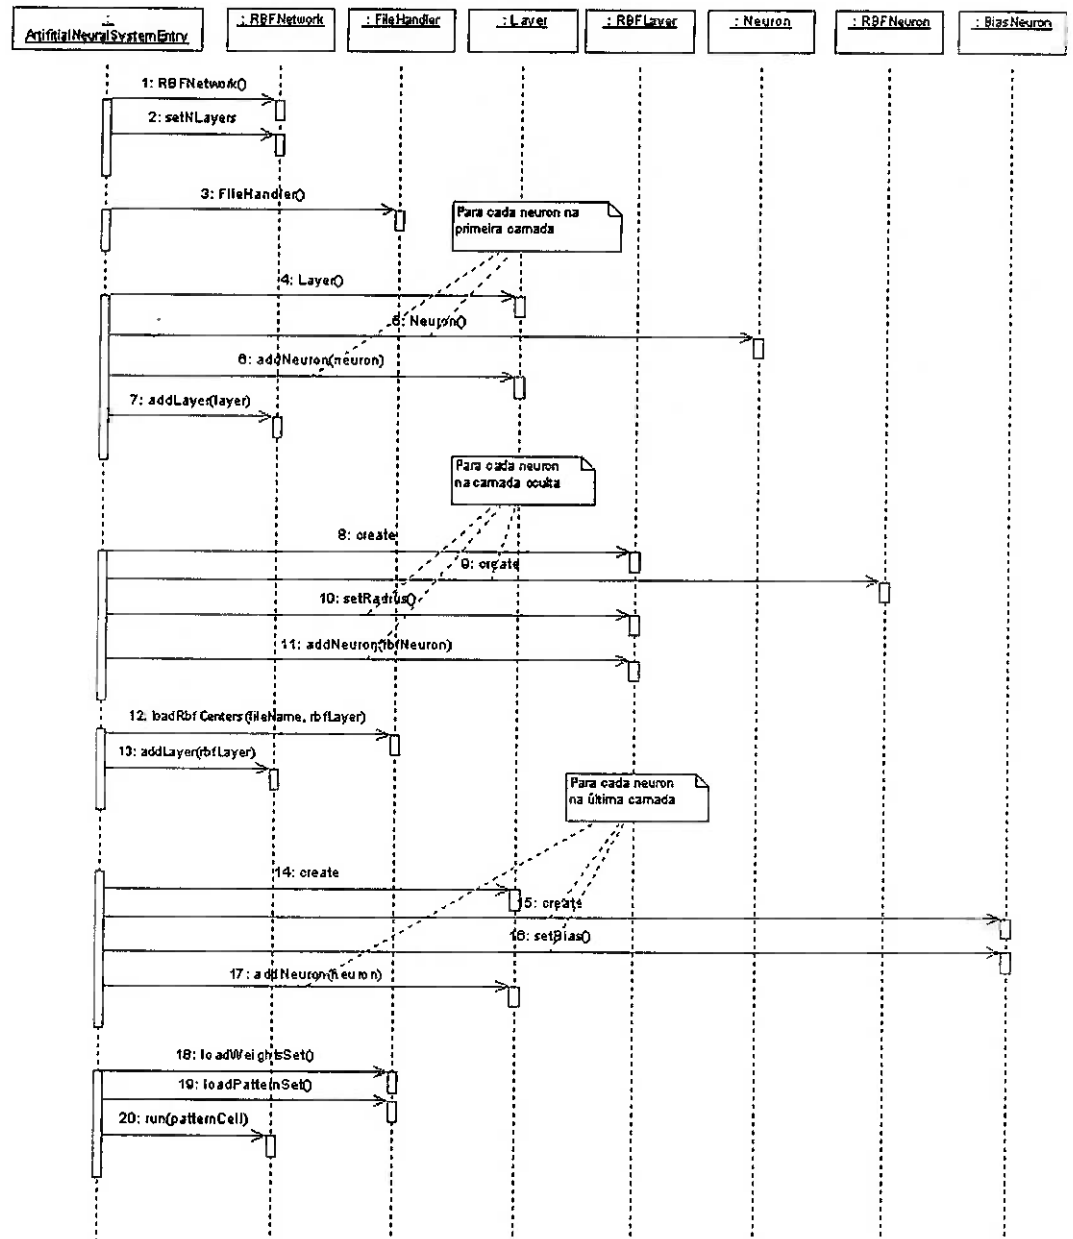 :
ArtifitialNeuralSystemEntry
: RBFNetwork
: FileHandler
: Layer
: RBFLayer
: Neuron
: RBFNeuron
: BiasNeuron
1: RBFNetwork()
2: setNLayers
3: FileHandler()
Para cada neuron na
primeira camada
4: Layer()
5: Neuron()
6: addNeuron(neuron)
7: addLayer(layer)
Para cada neuron
na camada oculta
8: create
9: create
10: setRadius()
11: addNeuron(rbfNeuron)
12: loadRbfCenters(fileName, rbfLayer)
13: addLayer(rbfLayer)
Para cada neuron
na última camada
14: create
15: create
16: setBias()
17: addNeuron(neuron)
18: loadWeightsSet()
19: loadPatternSet()
20: run(patternCell)